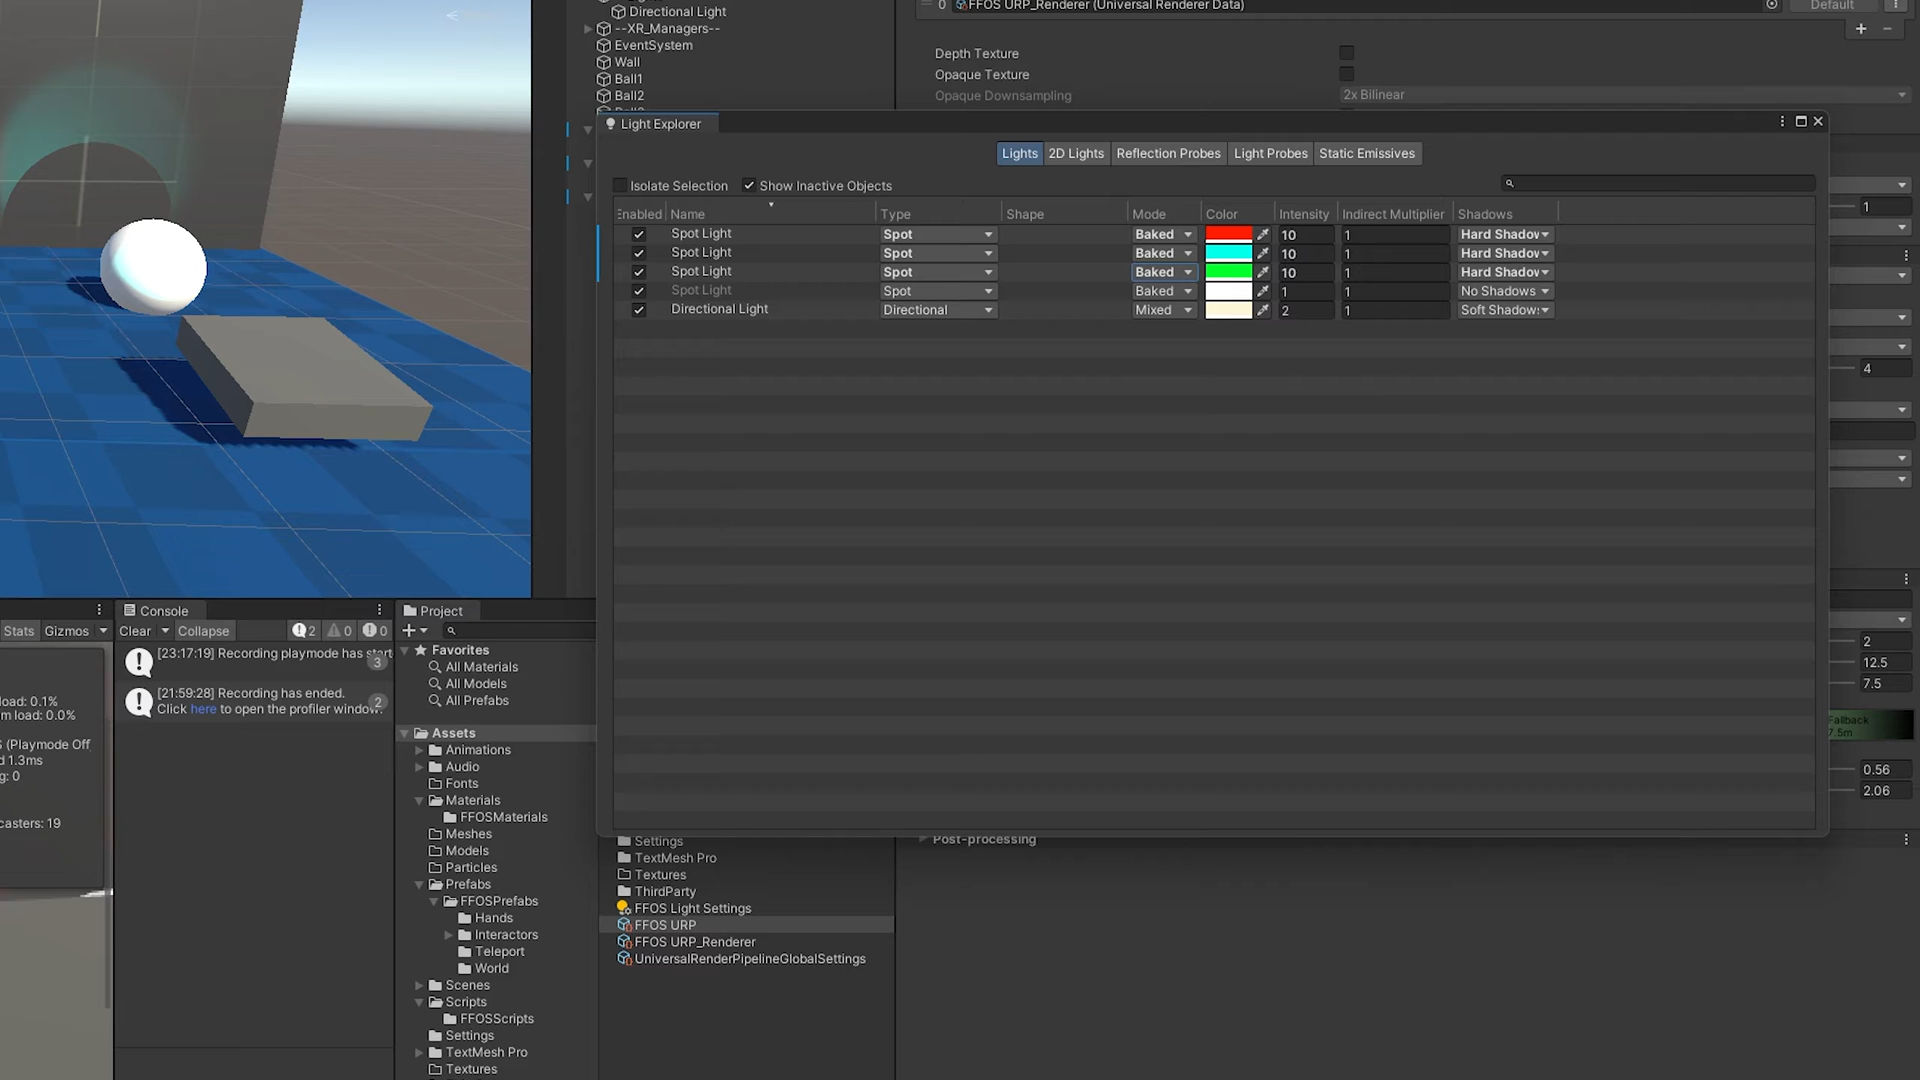 Directional Light
--XR_Managers--
EventSystem
Wall
Ball1
Ball2
0 FFOS URP_Renderer (Universal Renderer Data) Default
+ −
Depth Texture
Opaque Texture
Opaque Downsampling 2x Bilinear
Light Explorer
Lights 2D Lights Reflection Probes Light Probes Static Emissives
Isolate Selection Show Inactive Objects
Enabled Name Type Shape Mode Color Intensity Indirect Multiplier Shadows
Spot Light Spot Baked 10 1 Hard Shadow
Spot Light Spot Baked 10 1 Hard Shadow
Spot Light Spot Baked 10 1 Hard Shadow
Spot Light Spot Baked 1 1 No Shadows
Directional Light Directional Mixed 2 1 Soft Shadows
1
4
2
12.5
7.5
Fallback
7.5m
0.56
2.06
Post-processing
Stats Gizmos
load: 0.1%
m load: 0.0%
S (Playmode Off
d 1.3ms
g: 0
casters: 19
Console
Clear Collapse 2 0 0
[23:17:19] Recording playmode has start
3
[21:59:28] Recording has ended.
Click here to open the profiler window.
2
Project
+
Favorites
All Materials
All Models
All Prefabs
Assets
Animations
Audio
Fonts
Materials
FFOSMaterials
Meshes
Models
Particles
Prefabs
FFOSPrefabs
Hands
Interactors
Teleport
World
Scenes
Scripts
FFOSScripts
Settings
TextMesh Pro
Textures
Settings
TextMesh Pro
Textures
ThirdParty
FFOS Light Settings
FFOS URP
FFOS URP_Renderer
UniversalRenderPipelineGlobalSettings